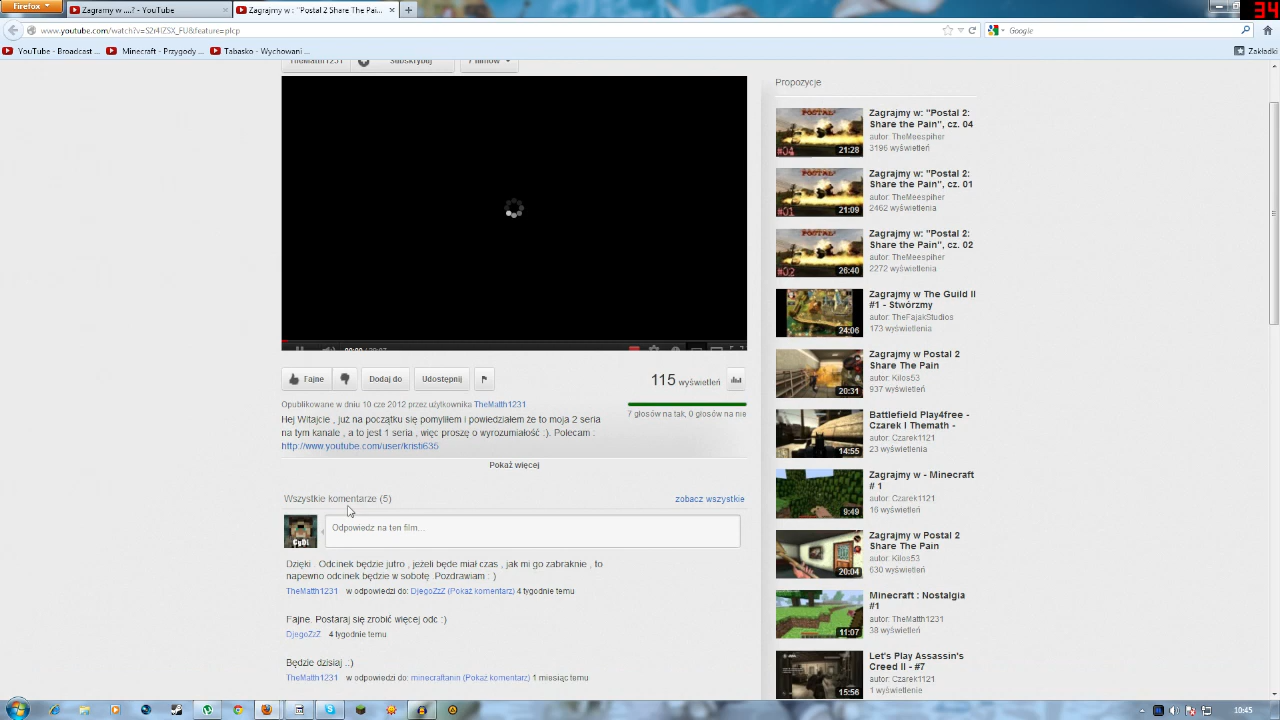 Firefox
Zagramy w ....? - YouTube
Zagrajmy w : "Postal 2 Share The Pai...
34
www.youtube.com/watch?v=S2r4IZSX_FU&feature=plcp
Google
YouTube - Broadcast ...
Minecraft - Przygody ...
Tabasko - Wychowani ...
Zakładki
TheMatth1231
Subskrybuj
7 filmów
Propozycje
Zagrajmy w: "Postal 2:
Share the Pain", cz. 04
autor: TheMeespiher
3196 wyświetleń
#04
21:28
Zagrajmy w: "Postal 2:
Share the Pain", cz. 01
autor: TheMeespiher
2462 wyświetlenia
#01
21:09
Zagrajmy w: "Postal 2:
Share the Pain", cz. 02
autor: TheMeespiher
2272 wyświetlenia
#02
26:40
Zagrajmy w The Guild II
#1 - Stwórzmy
autor: TheFajakStudios
173 wyświetlenia
24:06
Zagrajmy w Postal 2
Share The Pain
autor: Kilos53
937 wyświetleń
20:31
Battlefield Play4free -
Czarek I Themath -
autor: Czarek1121
23 wyświetlenia
14:55
Zagrajmy w - Minecraft
# 1
autor: Czarek1121
16 wyświetleń
9:49
Zagrajmy w Postal 2
Share The Pain
autor: Kilos53
630 wyświetleń
20:04
Minecraft : Nostalgia
#1
autor: TheMatth1231
38 wyświetleń
11:07
Let's Play Assassin's
Creed II - #7
autor: Czarek1121
1 wyświetlenie
15:56
Fajne
Dodaj do
Udostępnij
115 wyświetleń
Opublikowane w dniu 10 cze 2012 przez użytkownika TheMatth1231
7 głosów na tak, 0 głosów na nie
Hej Witajcie , już na początku się pomyliłem i powiedziałem że to moja 2 seria
na tym kanale , a to jest 1 seria , więc proszę o wyrozumiałość :). Polecam :
http://www.youtube.com/user/kristi635
Pokaż więcej
Wszystkie komentarze (5)
zobacz wszystkie
Odpowiedz na ten film...
Dzięki . Odcinek będzie jutro , jeżeli będe miał czas , jak mi go zabraknie , to
napewno odcinek będzie w sobotę .Pozdrawiam : )
TheMatth1231 w odpowiedzi do: DjegoZzZ (Pokaż komentarz) 4 tygodnie temu
Fajne. Postaraj się zrobić więcej odc :)
DjegoZzZ 4 tygodnie temu
Będzie dzisiaj ..)
TheMatth1231 w odpowiedzi do: minecraftanin (Pokaż komentarz) 1 miesiąc temu
10:45